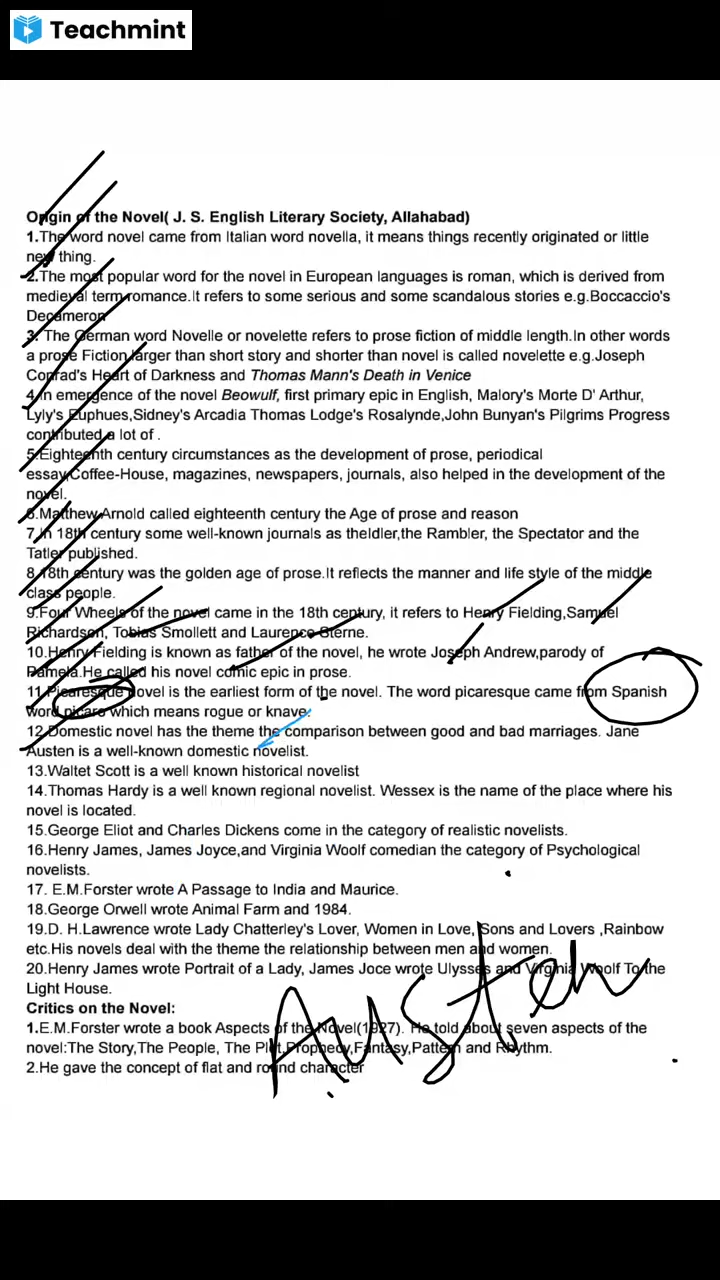 Teachmint
Origin of the Novel( J. S. English Literary Society, Allahabad)
1.The word novel came from Italian word novella, it means things recently originated or little
new thing.
2.The most popular word for the novel in European languages is roman, which is derived from
medieval term romance.It refers to some serious and some scandalous stories e.g.Boccaccio's
Decameron
3. The German word Novelle or novelette refers to prose fiction of middle length.In other words
a prose Fiction larger than short story and shorter than novel is called novelette e.g.Joseph
Conrad's Heart of Darkness and Thomas Mann's Death in Venice
4.In emergence of the novel Beowulf, first primary epic in English, Malory's Morte D' Arthur,
Lyly's Euphues,Sidney's Arcadia Thomas Lodge's Rosalynde,John Bunyan's Pilgrims Progress
contributed a lot of .
5.Eighteenth century circumstances as the development of prose, periodical
essay,Coffee-House, magazines, newspapers, journals, also helped in the development of the
novel.
6.Matthew Arnold called eighteenth century the Age of prose and reason
7.In 18th century some well-known journals as theIdler,the Rambler, the Spectator and the
Tatler published.
8.18th century was the golden age of prose.It reflects the manner and life style of the middle
class people.
9.Four Wheels of the novel came in the 18th century, it refers to Henry Fielding,Samuel
Richardson, Tobias Smollett and Laurence Sterne.
10.Henry Fielding is known as father of the novel, he wrote Joseph Andrew,parody of
Pamela.He called his novel comic epic in prose.
11.Picaresque novel is the earliest form of the novel. The word picaresque came from Spanish
word picaro which means rogue or knave.
12.Domestic novel has the theme the comparison between good and bad marriages. Jane
Austen is a well-known domestic novelist.
13.Waltet Scott is a well known historical novelist
14.Thomas Hardy is a well known regional novelist. Wessex is the name of the place where his
novel is located.
15.George Eliot and Charles Dickens come in the category of realistic novelists.
16.Henry James, James Joyce,and Virginia Woolf comedian the category of Psychological
novelists.
17. E.M.Forster wrote A Passage to India and Maurice.
18.George Orwell wrote Animal Farm and 1984.
19.D. H.Lawrence wrote Lady Chatterley's Lover, Women in Love, Sons and Lovers ,Rainbow
etc.His novels deal with the theme the relationship between men and women.
20.Henry James wrote Portrait of a Lady, James Joce wrote Ulysses and Virginia Woolf To the
Light House.
Critics on the Novel:
1.E.M.Forster wrote a book Aspects of the Novel(1927). He told about seven aspects of the
novel:The Story,The People, The Plot,Prophecy,Fantasy,Pattern and Rhythm.
2.He gave the concept of flat and round character
Austen